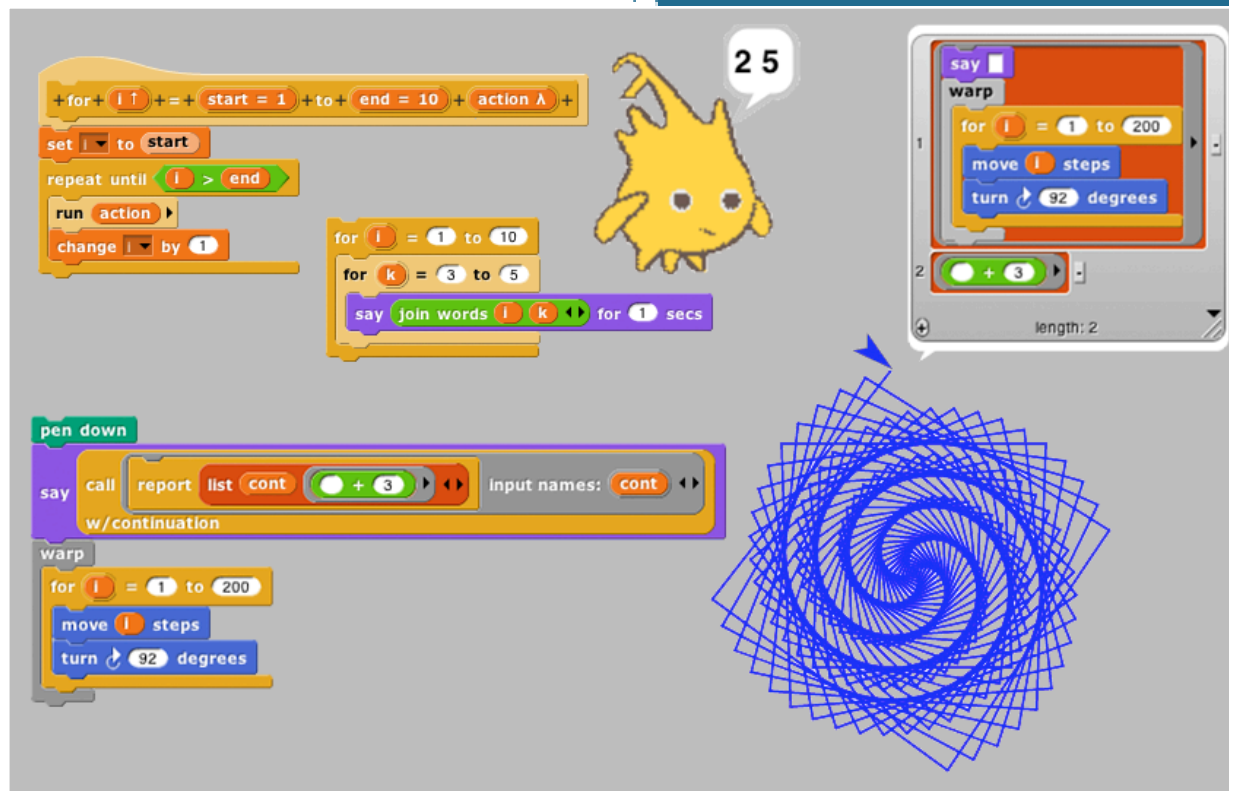 + for + i ↑ + = + start = 1 + to + end = 10 + action λ +
set i to start
repeat until i > end
run action
change i by 1
for i = 1 to 10
for k = 3 to 5
say join words i k for 1 secs
2 5
1
say
warp
for i = 1 to 200
move i steps
turn 92 degrees
2 + 3
length: 2
pen down
say call report list cont + 3 input names: cont
w/continuation
warp
for i = 1 to 200
move i steps
turn 92 degrees